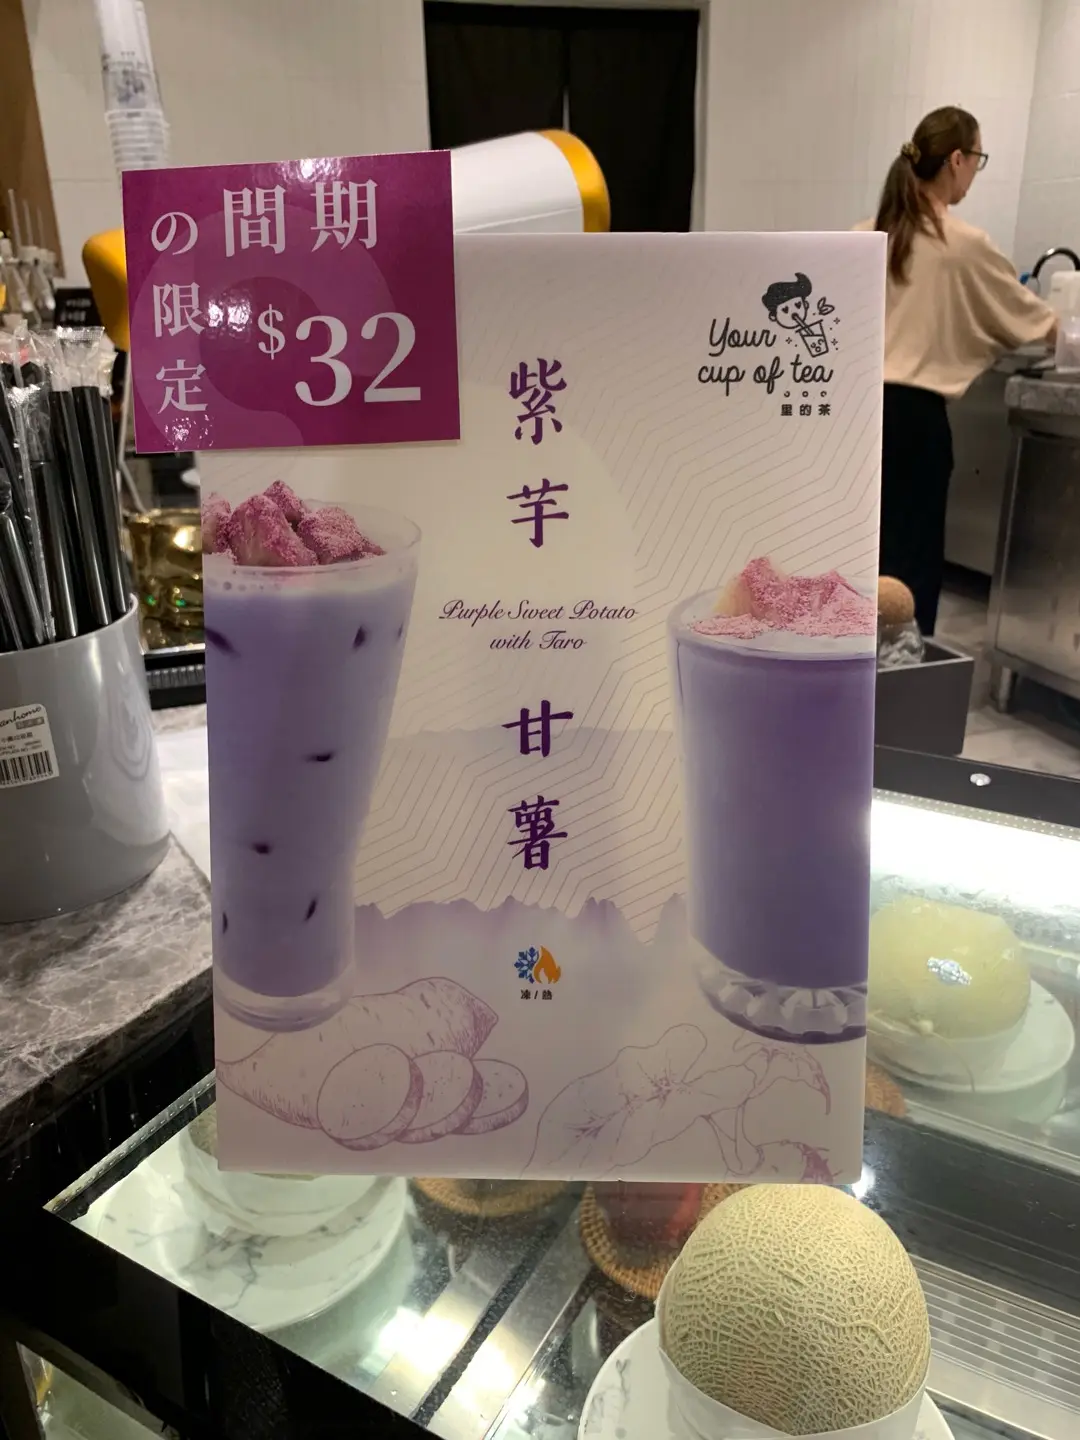 期間の
限定
$32
Your
cup of tea
里的茶
紫芋
Purple Sweet Potato
with Taro
甘薯
凍/熱